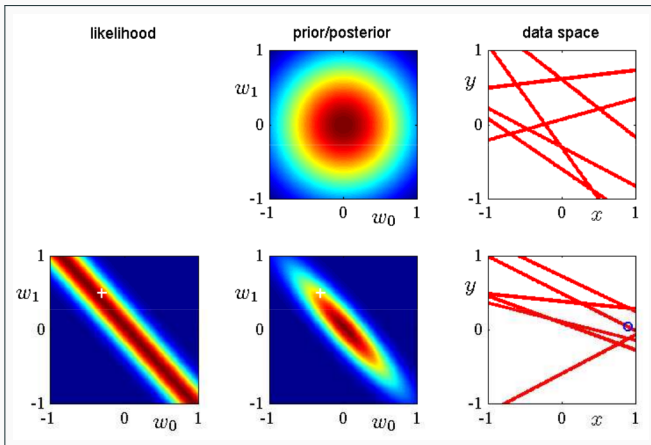 likelihood prior/posterior data space
1 1
w₁ y
0 0
-1 -1
-1 0 w₀ 1 -1 0 x 1
1 1 1
w₁ w₁ y
0 0 0
-1 -1 -1
-1 0 w₀ 1 -1 0 w₀ 1 -1 0 x 1